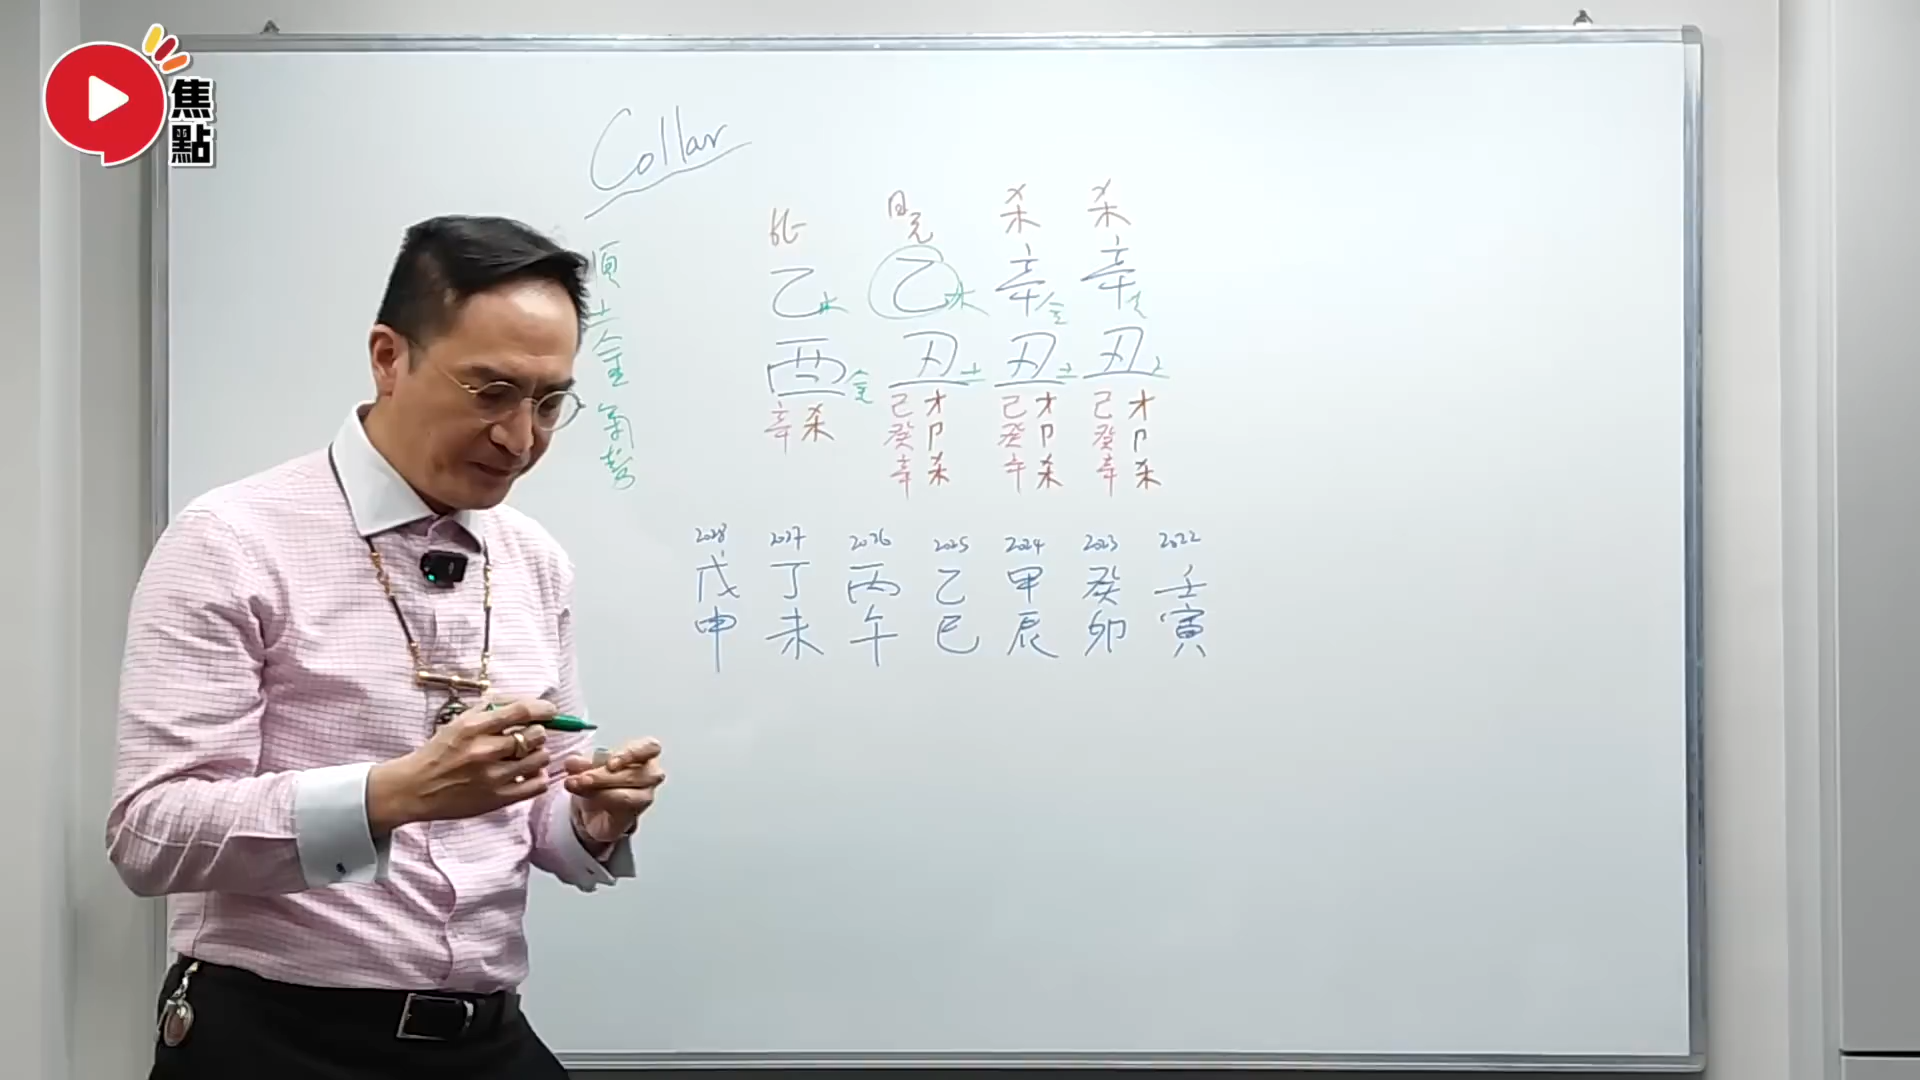 焦
點
Collar
比 日元 杀 杀
乙木 乙木 辛金 辛金
酉金 丑土 丑土 丑土
辛杀 己才 己才 己才
癸卩 癸卩 癸卩
辛杀 辛杀 辛杀
順
土
金
氣
勢
2028 2027 2026 2025 2024 2023 2022
戊 丁 丙 乙 甲 癸 壬
申 未 午 巳 辰 卯 寅